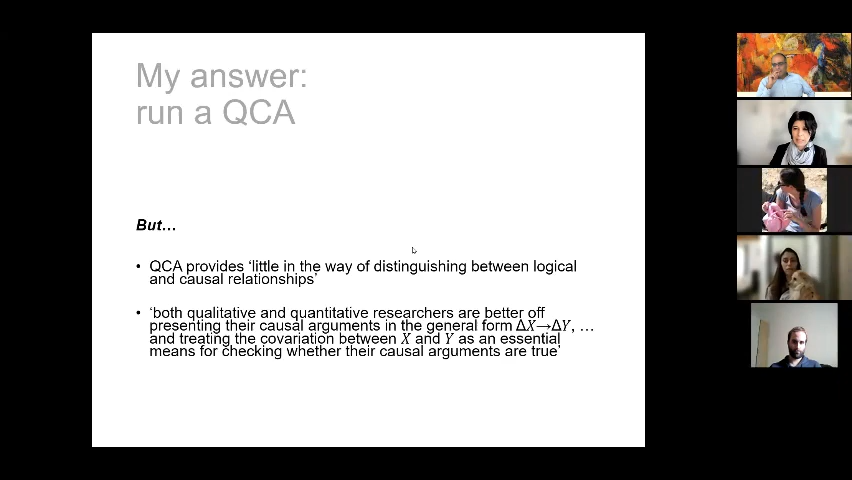 My answer:
run a QCA
But…
• QCA provides ‘little in the way of distinguishing between logical
and causal relationships’
• ‘both qualitative and quantitative researchers are better off
presenting their causal arguments in the general form ΔX→ΔY, …
and treating the covariation between X and Y as an essential
means for checking whether their causal arguments are true’